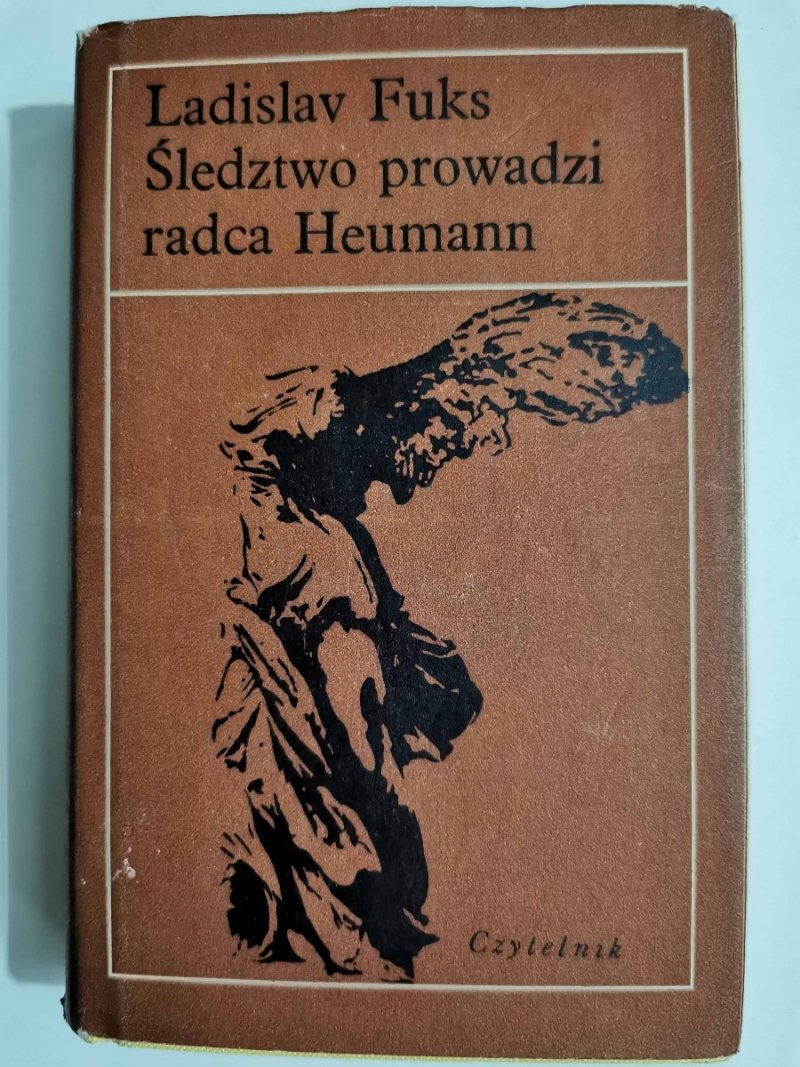 Ladislav Fuks
Śledztwo prowadzi
radca Heumann
Czytelnik